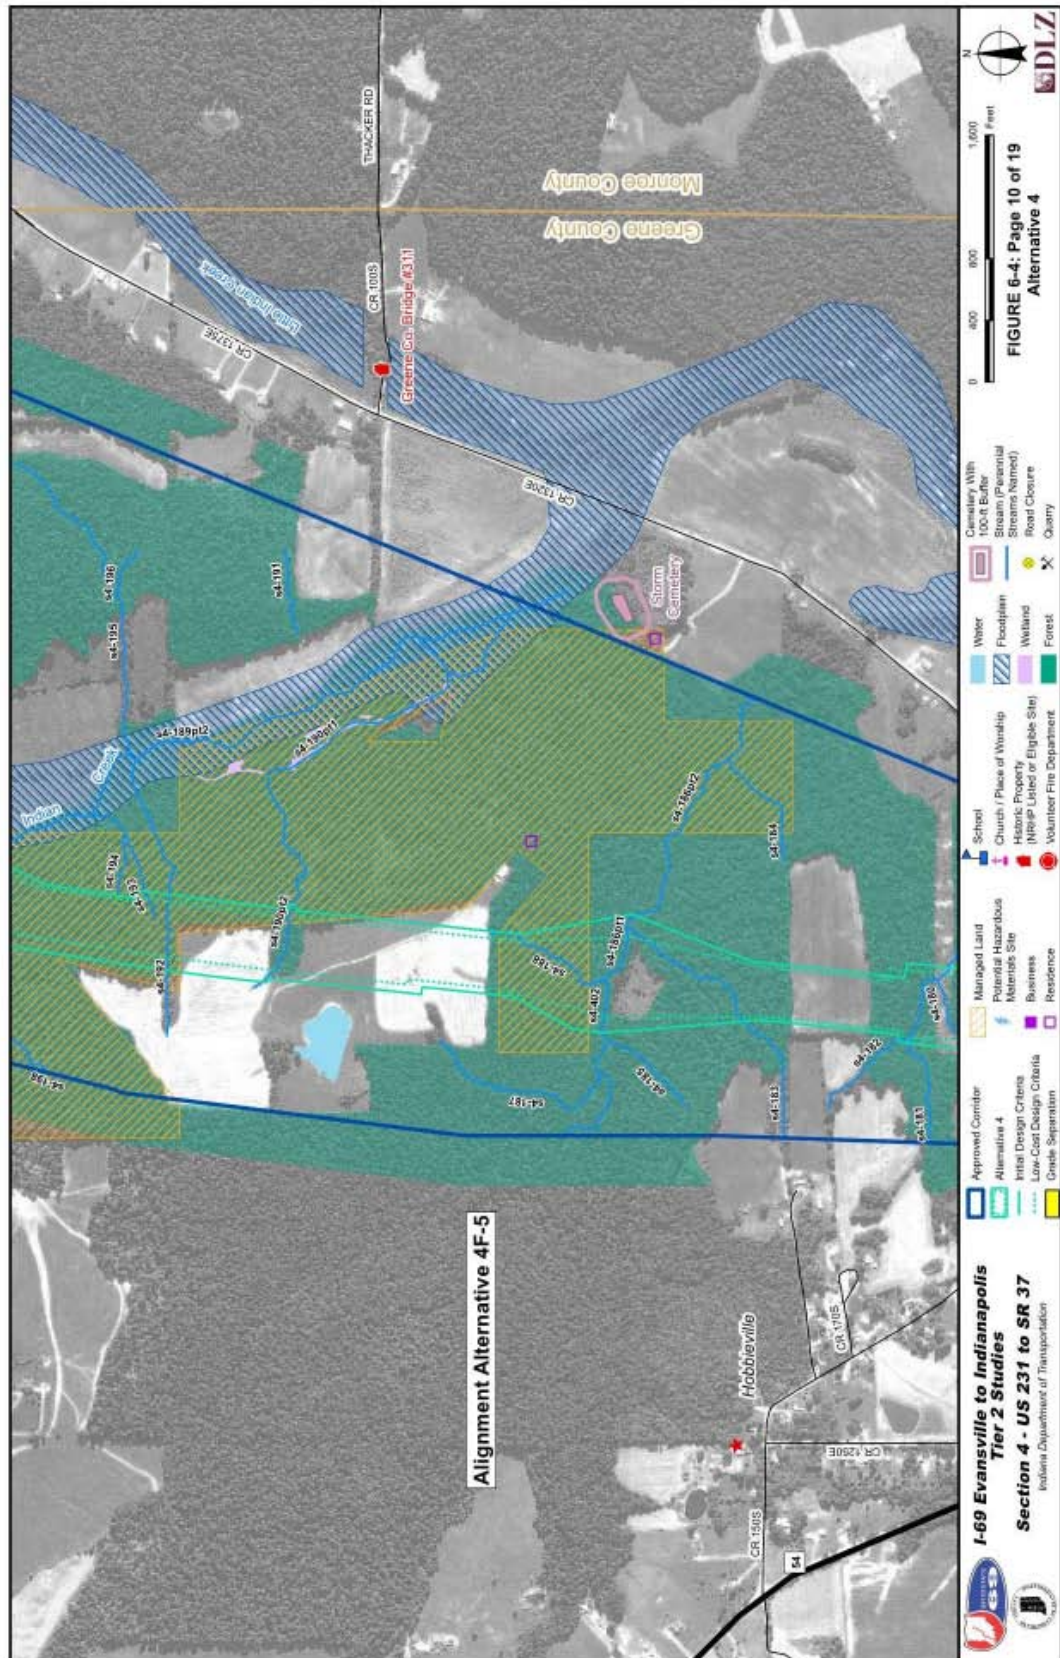 THACKER RD
CR 100S
Greene Co. Bridge #311
Monroe County
Greene County
Little Indian Creek
CR 1375E
CR 1320E
Storm
Cemetery
Indian
Creek
s4-196
s4-195
s4-191
s4-189pt2
s4-190pt1
s4-194
s4-193
s4-192
s4-190pt2
s4-198
s4-188
s4-402
s4-186pt1
s4-186pt2
s4-184
s4-187
s4-185
s4-183
s4-182
s4-180
s4-181
Alignment Alternative 4F-5
Hobbieville
CR 170S
CR 150S
CR 1250E
54
69
I-69 Evansville to Indianapolis
Tier 2 Studies
Section 4 - US 231 to SR 37
Indiana Department of Transportation
Approved Corridor
Alternative 4
Initial Design Criteria
Low-Cost Design Criteria
Grade Separation
Managed Land
Potential Hazardous
Materials Site
Business
Residence
School
Church / Place of Worship
Historic Property
(NRHP Listed or Eligible Site)
Volunteer Fire Department
Water
Floodplain
Wetland
Forest
Cemetery With
100-ft Buffer
Stream (Perennial
Streams Named)
Road Closure
Quarry
0 400 800 1,600
Feet
FIGURE 6-4: Page 10 of 19
Alternative 4
N
DLZ